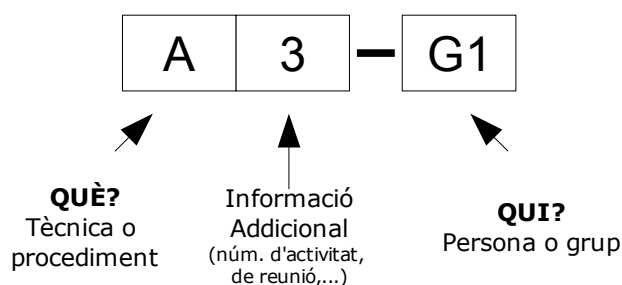 A 3 – G1
QUÈ?
Tècnica o
procediment
Informació
Addicional
(núm. d'activitat,
de reunió,...)
QUI?
Persona o grup